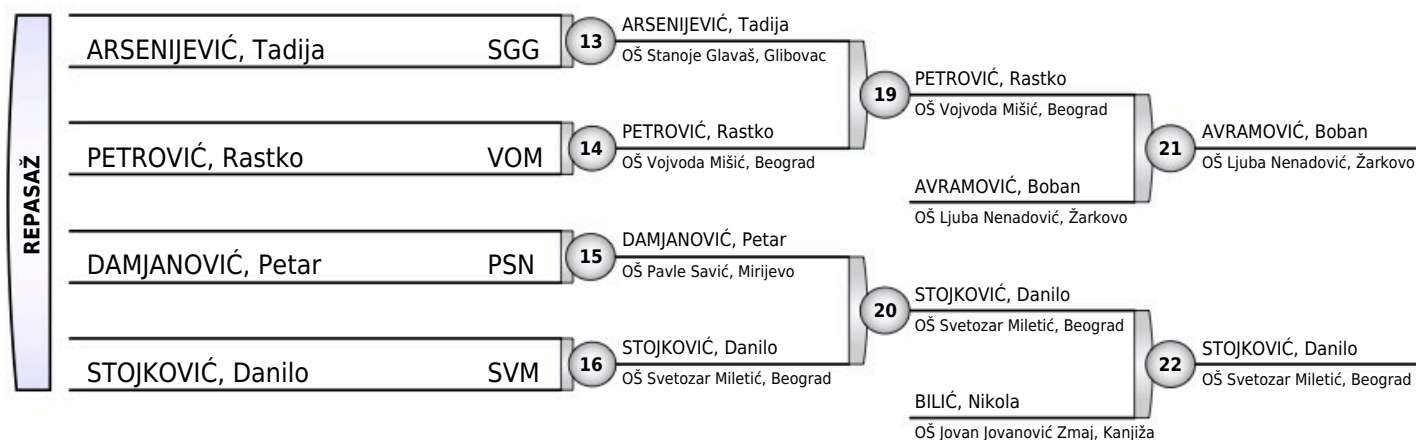 REPASAŽ
ARSENIJEVIĆ, Tadija SGG
PETROVIĆ, Rastko VOM
DAMJANOVIĆ, Petar PSN
STOJKOVIĆ, Danilo SVM
13
ARSENIJEVIĆ, Tadija
OŠ Stanoje Glavaš, Glibovac
14
PETROVIĆ, Rastko
OŠ Vojvoda Mišić, Beograd
15
DAMJANOVIĆ, Petar
OŠ Pavle Savić, Mirijevo
16
STOJKOVIĆ, Danilo
OŠ Svetozar Miletić, Beograd
19
PETROVIĆ, Rastko
OŠ Vojvoda Mišić, Beograd
AVRAMOVIĆ, Boban
OŠ Ljuba Nenadović, Žarkovo
20
STOJKOVIĆ, Danilo
OŠ Svetozar Miletić, Beograd
BILIĆ, Nikola
OŠ Jovan Jovanović Zmaj, Kanjiža
21
AVRAMOVIĆ, Boban
OŠ Ljuba Nenadović, Žarkovo
22
STOJKOVIĆ, Danilo
OŠ Svetozar Miletić, Beograd